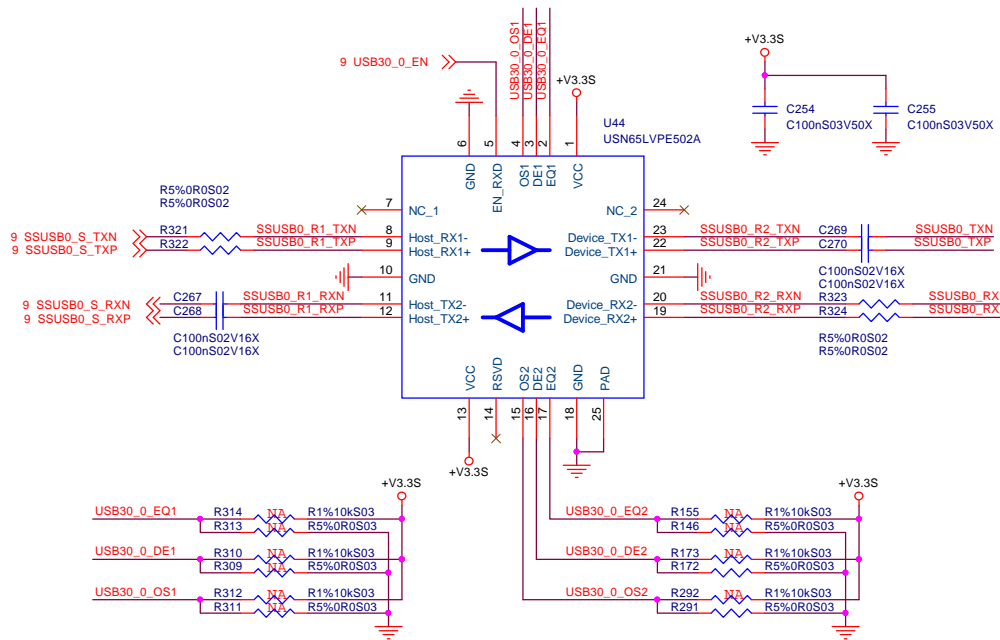 9 USB30_0_EN
USB30_0_OS1
USB30_0_DE1
USB30_0_EQ1
+V3.3S
+V3.3S
C254
C100nS03V50X
C255
C100nS03V50X
U44
USN65LVPE502A
6
5
4
3
2
1
GND
EN_RXD
OS1
DE1
EQ1
VCC
R5%0R0S02
R5%0R0S02
7
NC_1
NC_2
24
9 SSUSB0_S_TXN
R321
SSUSB0_R1_TXN
8
Host_RX1-
Device_TX1-
23
SSUSB0_R2_TXN
C269
SSUSB0_TXN
9 SSUSB0_S_TXP
R322
SSUSB0_R1_TXP
9
Host_RX1+
Device_TX1+
22
SSUSB0_R2_TXP
C270
SSUSB0_TXP
10
GND
GND
21
C100nS02V16X
C100nS02V16X
9 SSUSB0_S_RXN
C267
SSUSB0_R1_RXN
11
Host_TX2-
Device_RX2-
20
SSUSB0_R2_RXN
R323
SSUSB0_RX
9 SSUSB0_S_RXP
C268
SSUSB0_R1_RXP
12
Host_TX2+
Device_RX2+
19
SSUSB0_R2_RXP
R324
SSUSB0_RX
C100nS02V16X
C100nS02V16X
R5%0R0S02
R5%0R0S02
VCC
RSVD
OS2
DE2
EQ2
GND
PAD
13
14
15
16
17
18
25
+V3.3S
+V3.3S
+V3.3S
USB30_0_EQ1
R314
NA
R1%10kS03
R313
R5%0R0S03
USB30_0_DE1
R310
NA
R1%10kS03
R309
NA
R5%0R0S03
USB30_0_OS1
R312
NA
R1%10kS03
R311
R5%0R0S03
USB30_0_EQ2
R155
NA
R1%10kS03
R146
R5%0R0S03
USB30_0_DE2
R173
NA
R1%10kS03
R172
NA
R5%0R0S03
USB30_0_OS2
R292
NA
R1%10kS03
R291
R5%0R0S03